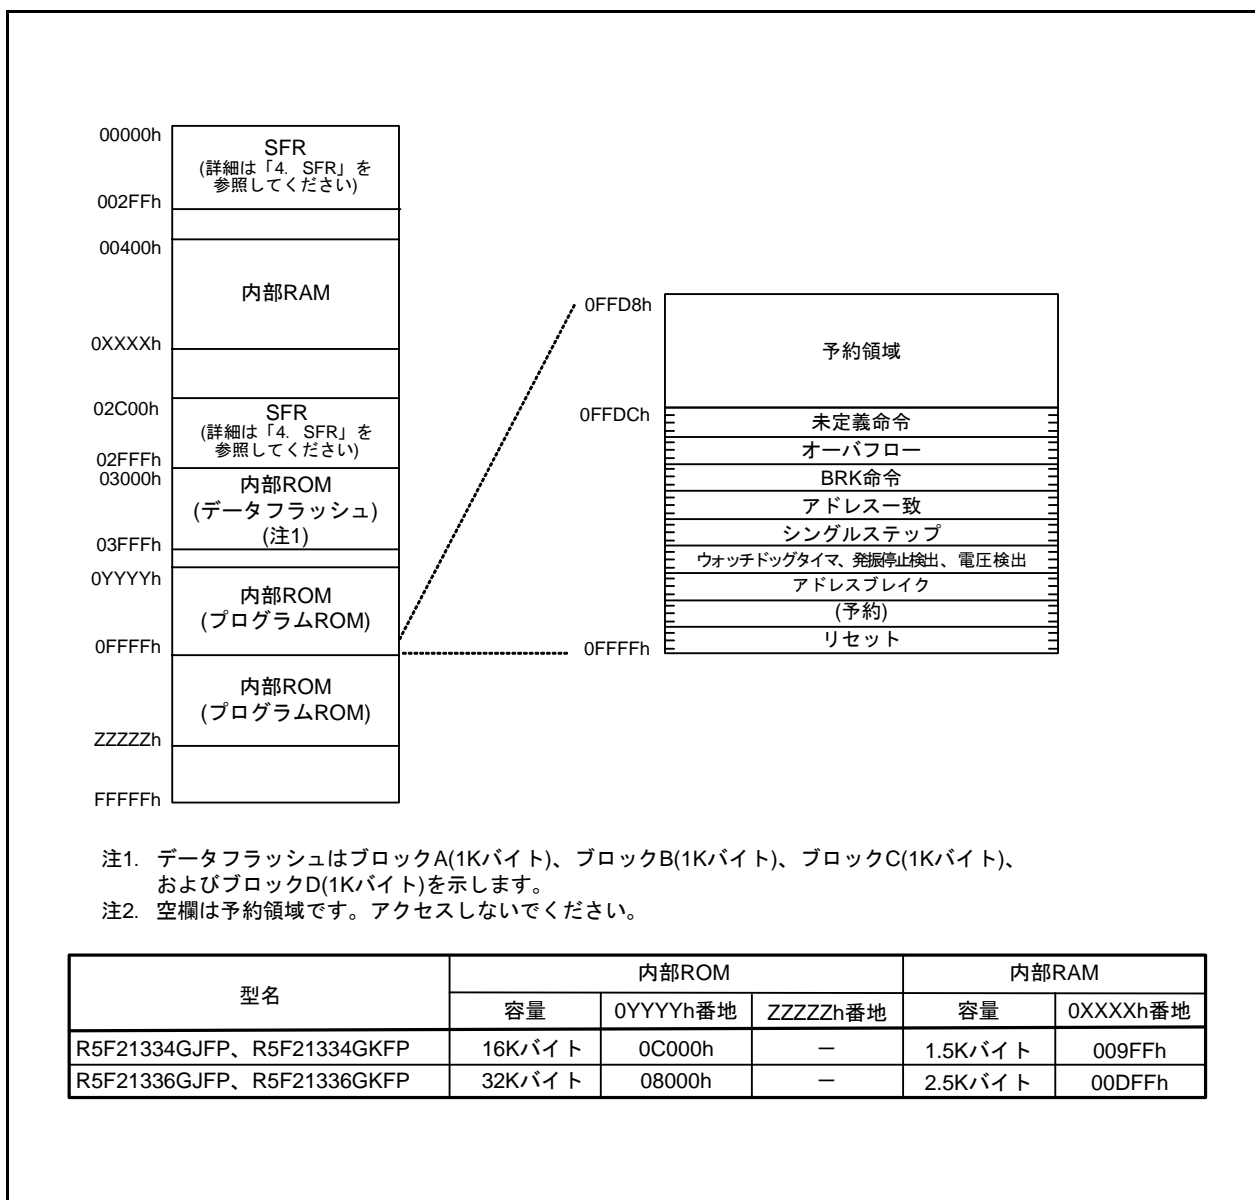 00000h
SFR
(詳細は「4. SFR」を
参照してください)
002FFh
00400h
内部RAM
0XXXXh
02C00h
SFR
(詳細は「4. SFR」を
参照してください)
02FFFh
03000h
内部ROM
(データフラッシュ)
(注1)
03FFFh
0YYYYh
内部ROM
(プログラムROM)
0FFFFh
内部ROM
(プログラムROM)
ZZZZZh
FFFFFh
0FFD8h
予約領域
0FFDCh
未定義命令
オーバフロー
BRK命令
アドレス一致
シングルステップ
ウォッチドッグタイマ、発振停止検出、電圧検出
アドレスブレイク
(予約)
リセット
0FFFFh
注1. データフラッシュはブロックA(1Kバイト)、ブロックB(1Kバイト)、ブロックC(1Kバイト)、
およびブロックD(1Kバイト)を示します。
注2. 空欄は予約領域です。アクセスしないでください。
型名 内部ROM 内部RAM
容量 0YYYYh番地 ZZZZZh番地 容量 0XXXXh番地
R5F21334GJFP、R5F21334GKFP 16Kバイト 0C000h － 1.5Kバイト 009FFh
R5F21336GJFP、R5F21336GKFP 32Kバイト 08000h － 2.5Kバイト 00DFFh